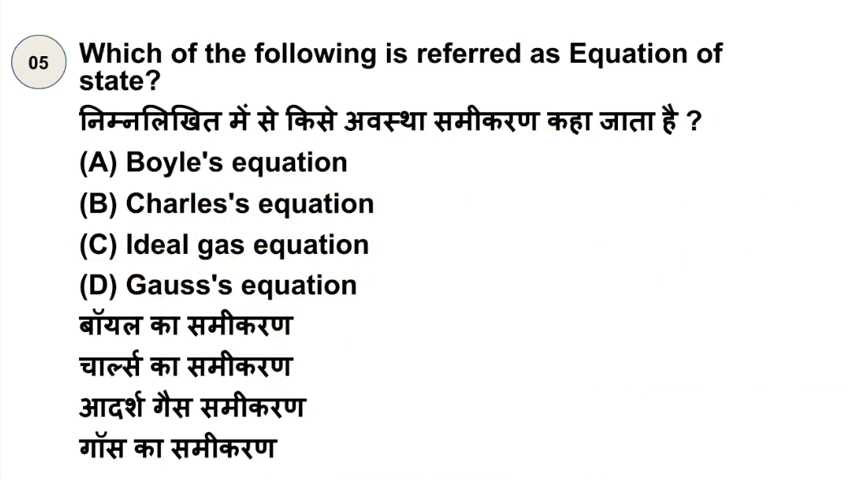 05
Which of the following is referred as Equation of
state?
निम्नलिखित में से किसे अवस्था समीकरण कहा जाता है ?
(A) Boyle's equation
(B) Charles's equation
(C) Ideal gas equation
(D) Gauss's equation
बॉयल का समीकरण
चार्ल्स का समीकरण
आदर्श गैस समीकरण
गॉस का समीकरण